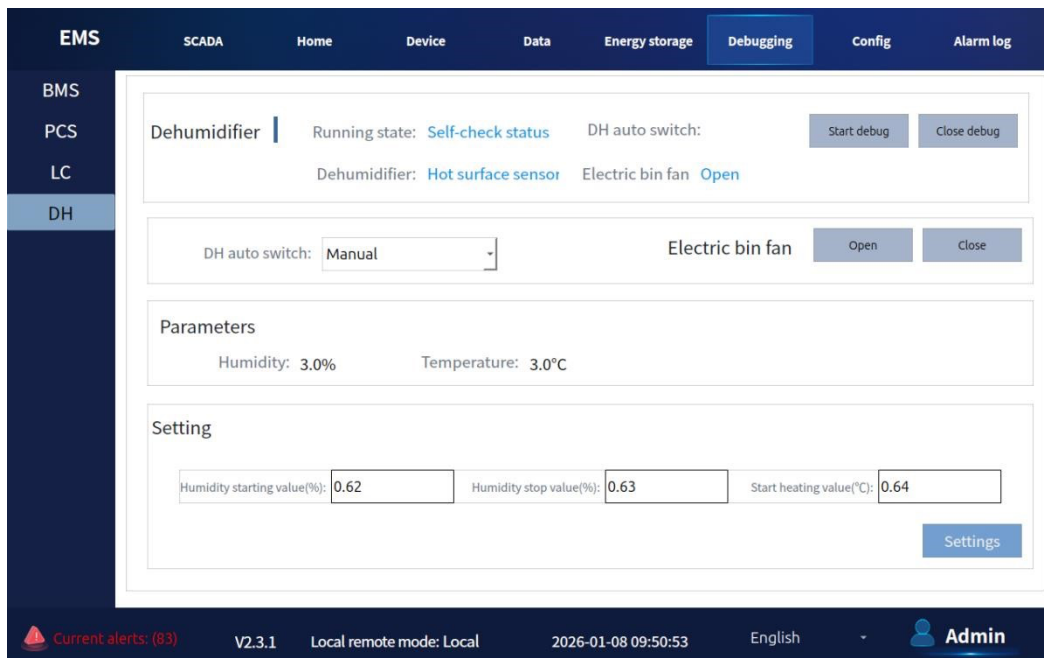 EMS SCADA Home Device Data Energy storage Debugging Config Alarm log
BMS
PCS
LC
DH
Dehumidifier Running state: Self-check status DH auto switch: Start debug Close debug
Dehumidifier: Hot surface sensor Electric bin fan Open
DH auto switch: Manual Electric bin fan Open Close
Parameters
Humidity: 3.0% Temperature: 3.0°C
Setting
Humidity starting value(%): 0.62 Humidity stop value(%): 0.63 Start heating value(°C): 0.64
Settings
Current alerts: (83) V2.3.1 Local remote mode: Local 2026-01-08 09:50:53 English Admin